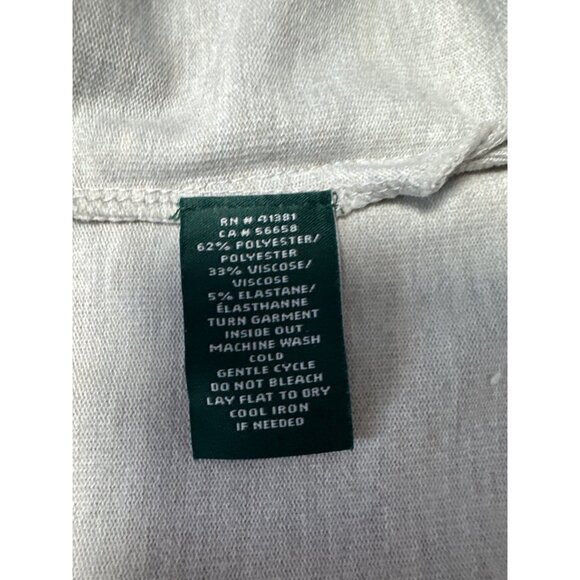 RN # 41381
CA # 56658
62% POLYESTER/
POLYESTER
33% VISCOSE/
VISCOSE
5% ELASTANE/
ÉLASTHANNE
TURN GARMENT
INSIDE OUT
MACHINE WASH
COLD
GENTLE CYCLE
DO NOT BLEACH
LAY FLAT TO DRY
COOL IRON
IF NEEDED